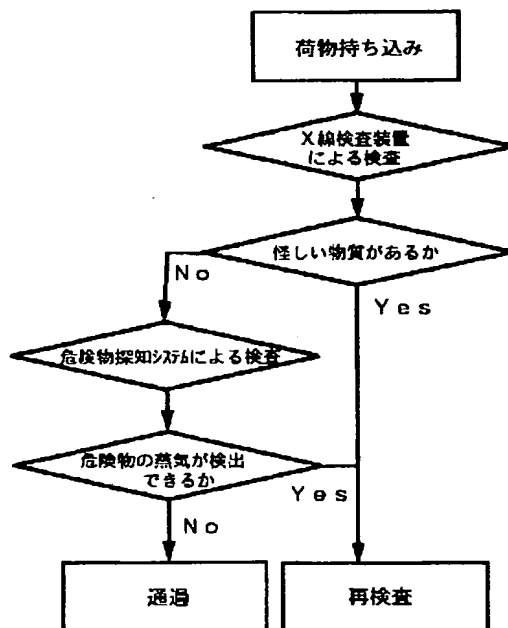 荷物持ち込み
X線検査装置
による検査
怪しい物質があるか
No
Yes
危険物探知システムによる検査
危険物の蒸気が検出
できるか
Yes
No
通過
再検査